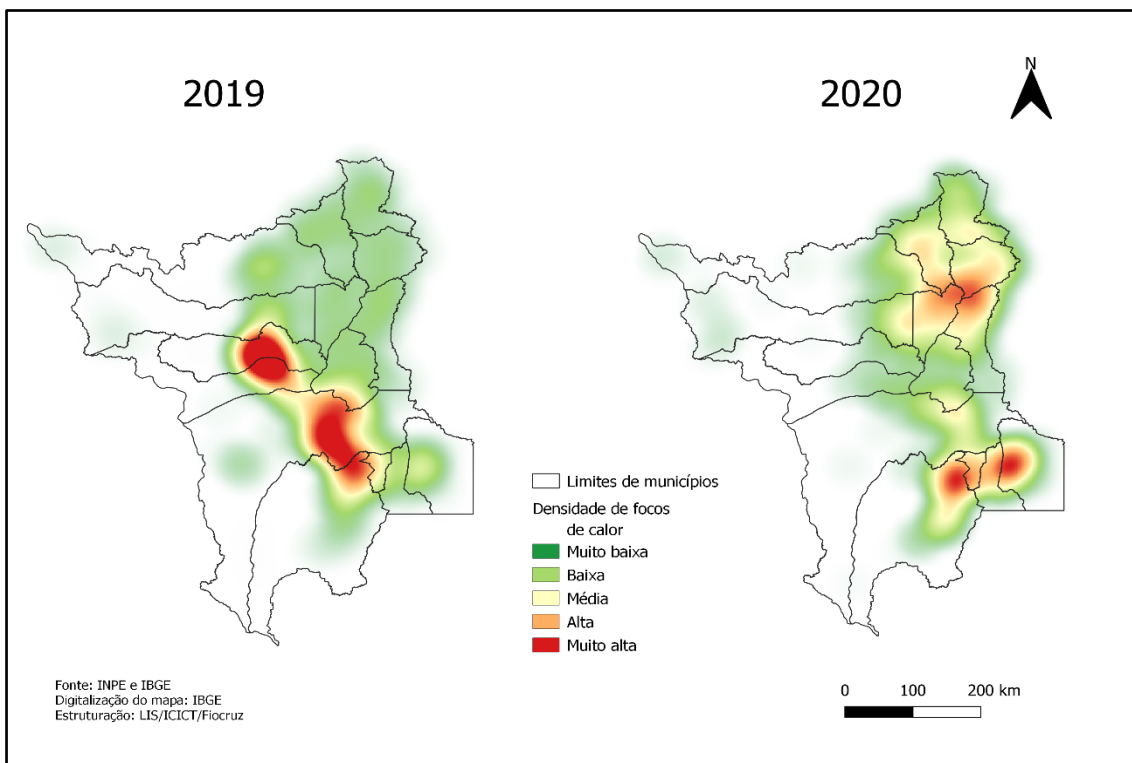 2019
2020
N
Limites de municípios
Densidade de focos
de calor
Muito baixa
Baixa
Média
Alta
Muito alta
Fonte: INPE e IBGE
Digitalização do mapa: IBGE
Estruturação: LIS/ICICT/Fiocruz
0 100 200 km